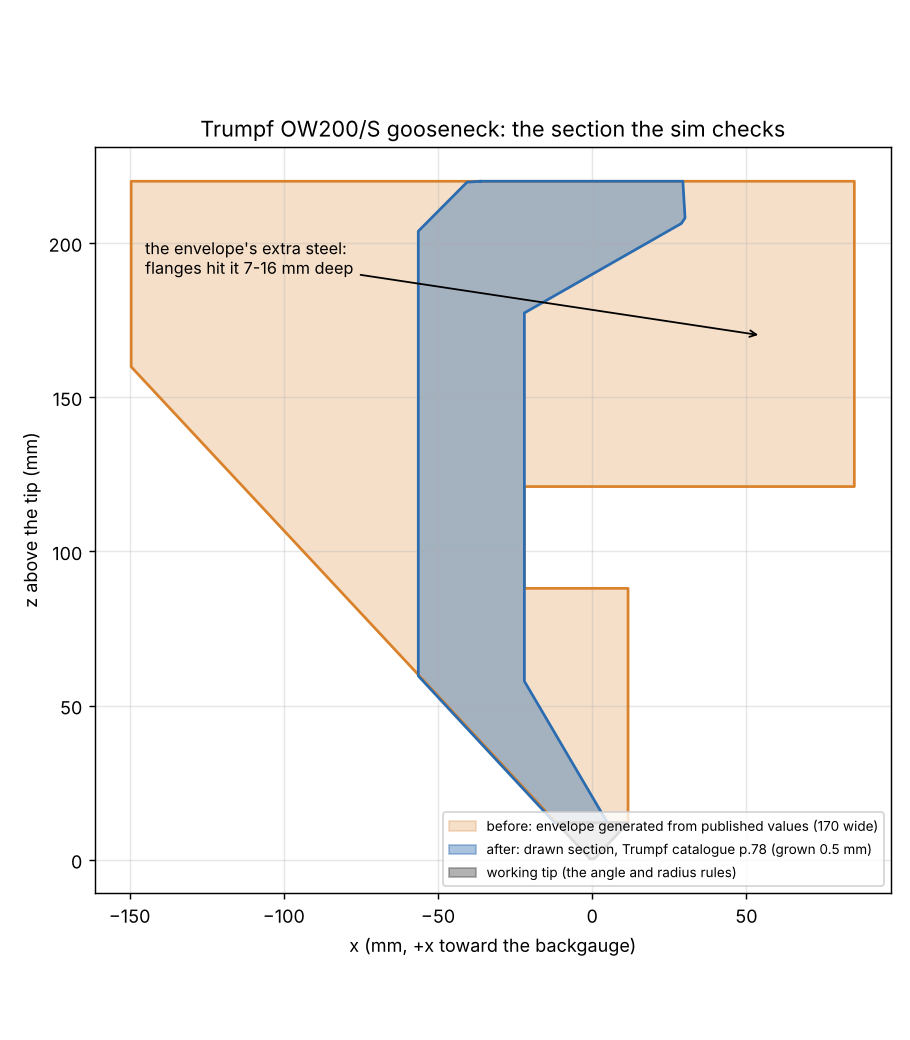 Trumpf OW200/S gooseneck: the section the sim checks
the envelope's extra steel:
flanges hit it 7-16 mm deep
z above the tip (mm)
200
150
100
50
0
−150
−100
−50
0
50
x (mm, +x toward the backgauge)
before: envelope generated from published values (170 wide)
after: drawn section, Trumpf catalogue p.78 (grown 0.5 mm)
working tip (the angle and radius rules)